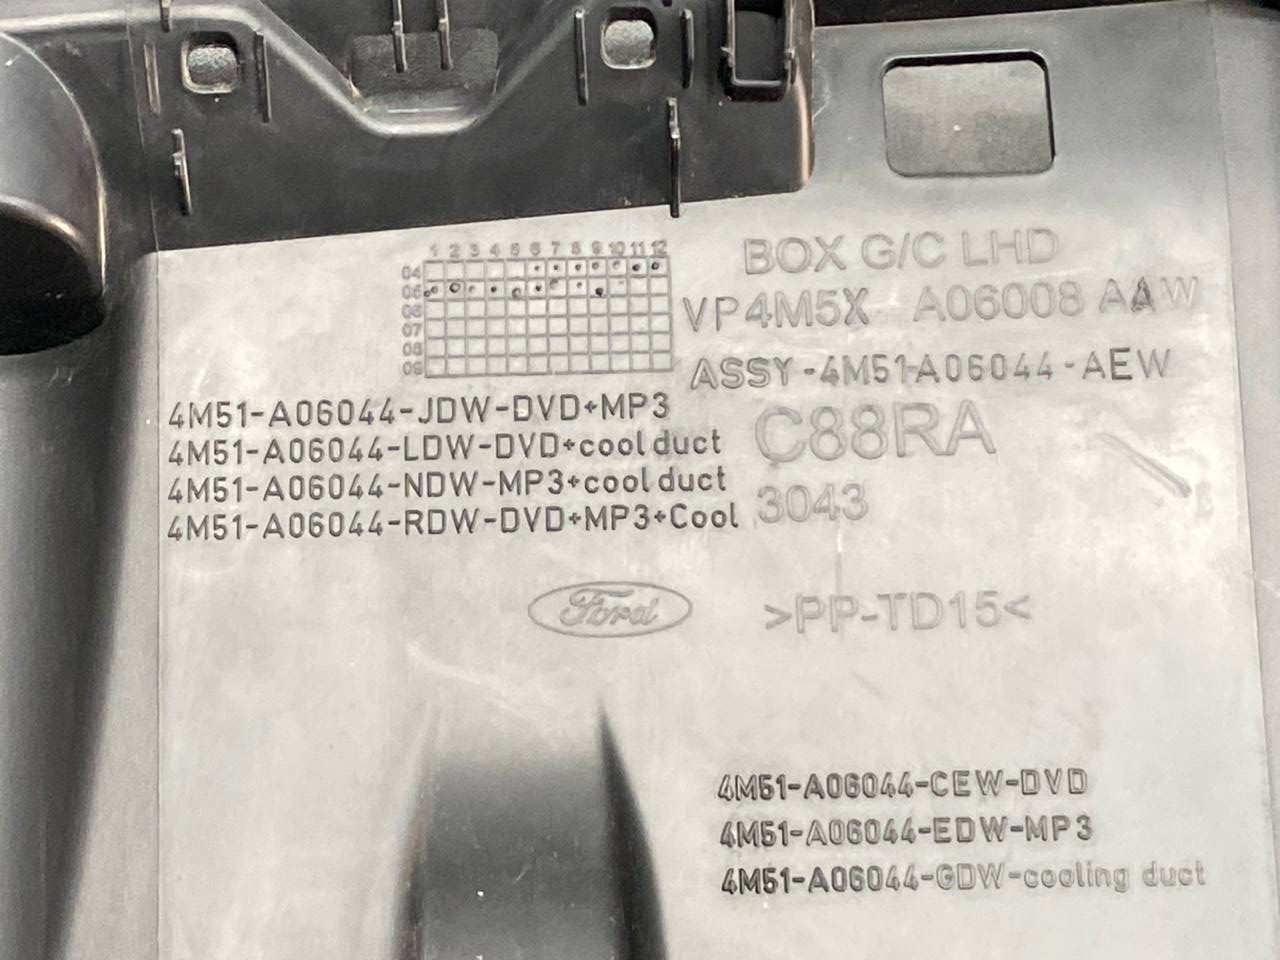 1 2 3 4 5 6 7 8 9 10 11 12
04
05
06
07
08
09
BOX G/C LHD
VP4M5X A06008 AAW
ASSY-4M51-A06044-AEW
4M51-A06044-JDW-DVD+MP3
4M51-A06044-LDW-DVD+cool duct
4M51-A06044-NDW-MP3+cool duct
4M51-A06044-RDW-DVD+MP3+Cool
C88RA
3043
Ford
>PP-TD15<
4M51-A06044-CEW-DVD
4M51-A06044-EDW-MP3
4M51-A06044-GDW-cooling duct